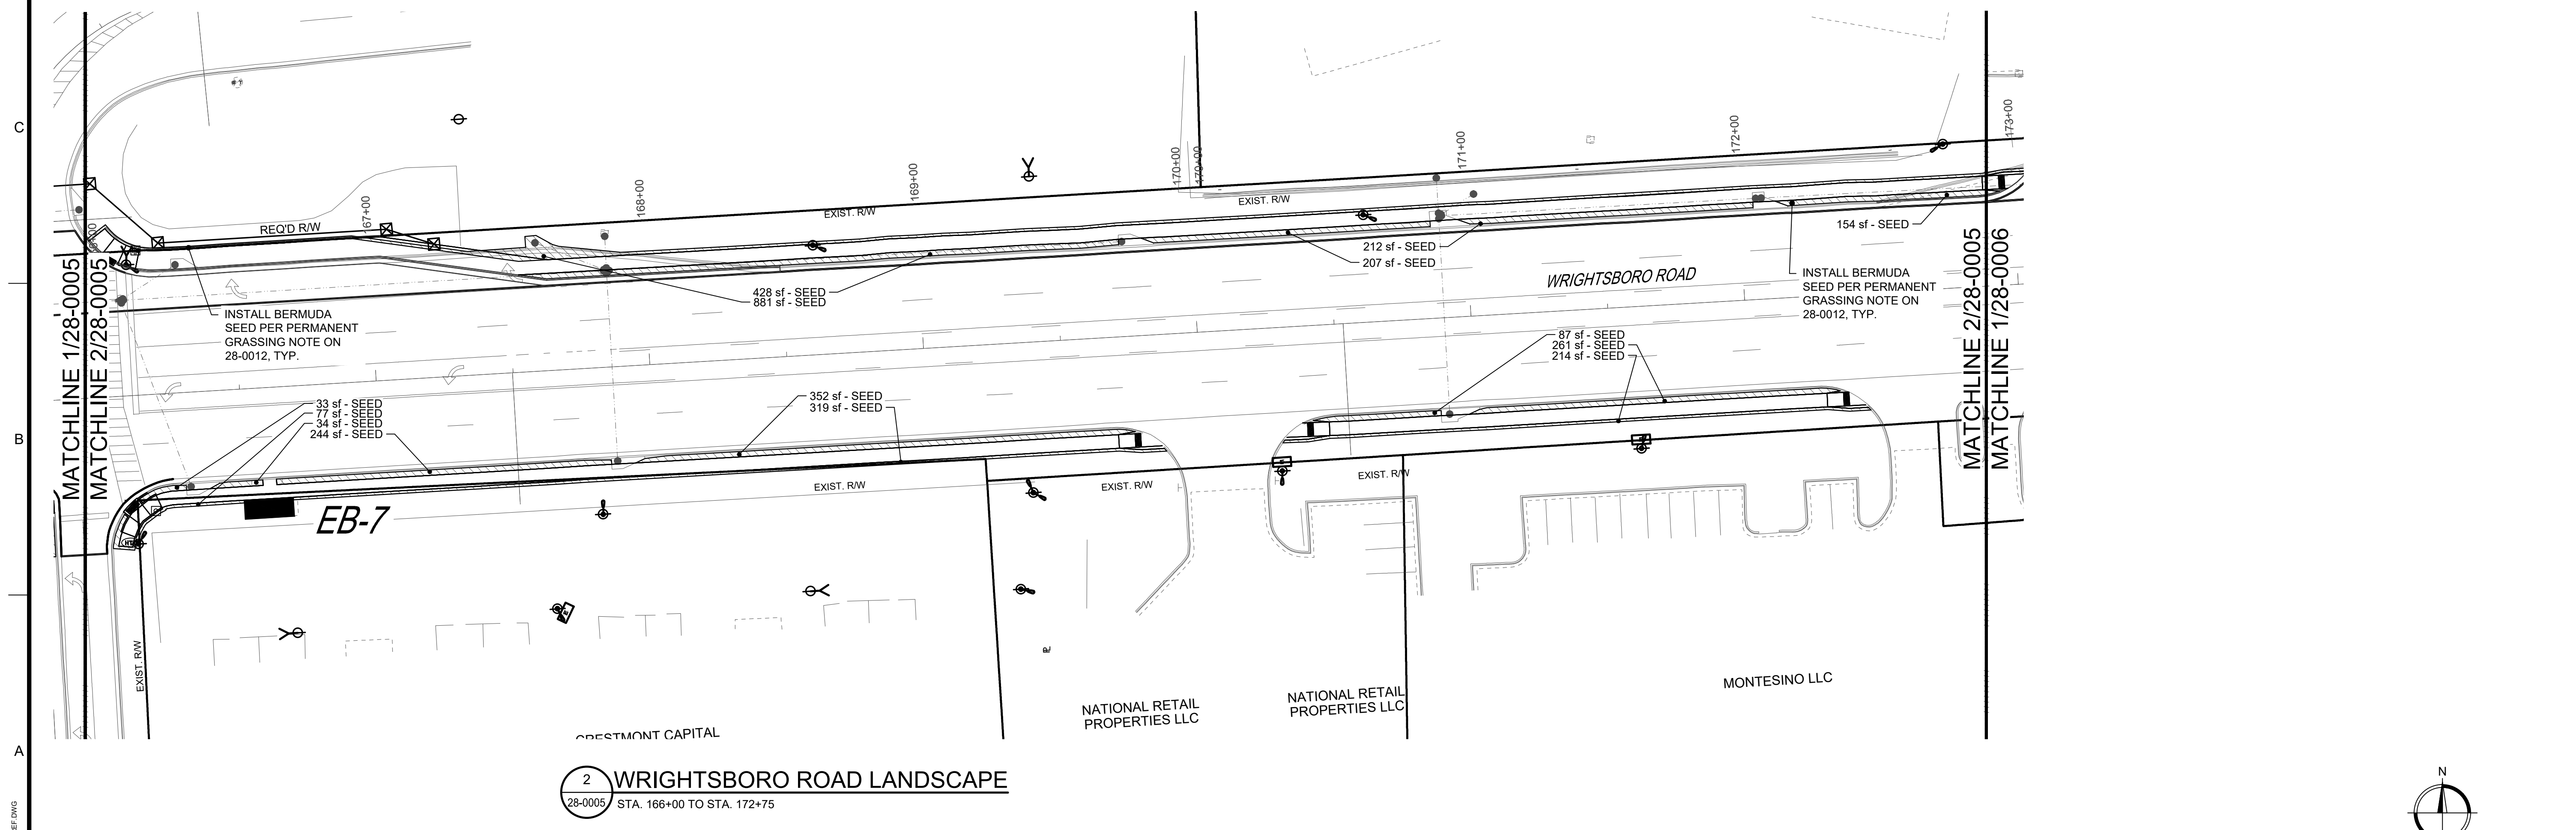 C
B
A
MATCHLINE 1/28-0005
MATCHLINE 2/28-0005
REQ'D R/W
67+00
168+00
169+00
170+00
170+00
171+00
172+00
173+00
EXIST. R/W
EXIST. R/W
INSTALL BERMUDA
SEED PER PERMANENT
GRASSING NOTE ON
28-0012, TYP.
428 sf - SEED
881 sf - SEED
212 sf - SEED
207 sf - SEED
WRIGHTSBORO ROAD
154 sf - SEED
INSTALL BERMUDA
SEED PER PERMANENT
GRASSING NOTE ON
28-0012, TYP.
MATCHLINE 2/28-0005
MATCHLINE 1/28-0006
33 sf - SEED
77 sf - SEED
34 sf - SEED
244 sf - SEED
352 sf - SEED
319 sf - SEED
87 sf - SEED
261 sf - SEED
214 sf - SEED
EB-7
EXIST. R/W
EXIST. R/W
EXIST. R/W
EXIST. R/W
CRESTMONT CAPITAL
NATIONAL RETAIL
PROPERTIES LLC
NATIONAL RETAIL
PROPERTIES LLC
MONTESINO LLC
2
28-0005
WRIGHTSBORO ROAD LANDSCAPE
STA. 166+00 TO STA. 172+75
N
EF.DWG